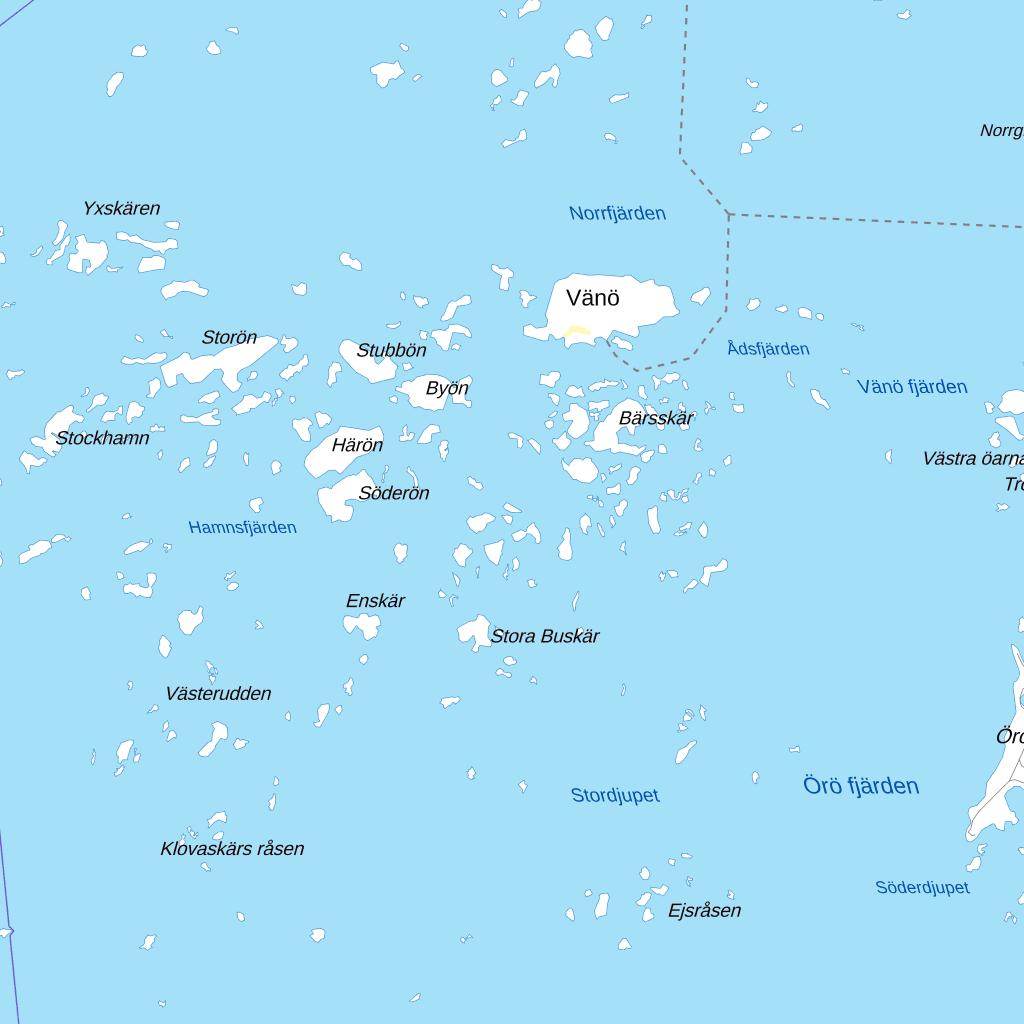 Norrg
Yxskären
Norrfjärden
Vänö
Storön
Stubbön
Ådsfjärden
Byön
Vänö fjärden
Bärsskär
Stockhamn
Härön
Västra öarna
Tro
Söderön
Hamnsfjärden
Enskär
Stora Buskär
Västerudden
Örö
Örö fjärden
Stordjupet
Klovaskärs råsen
Söderdjupet
Ejsråsen